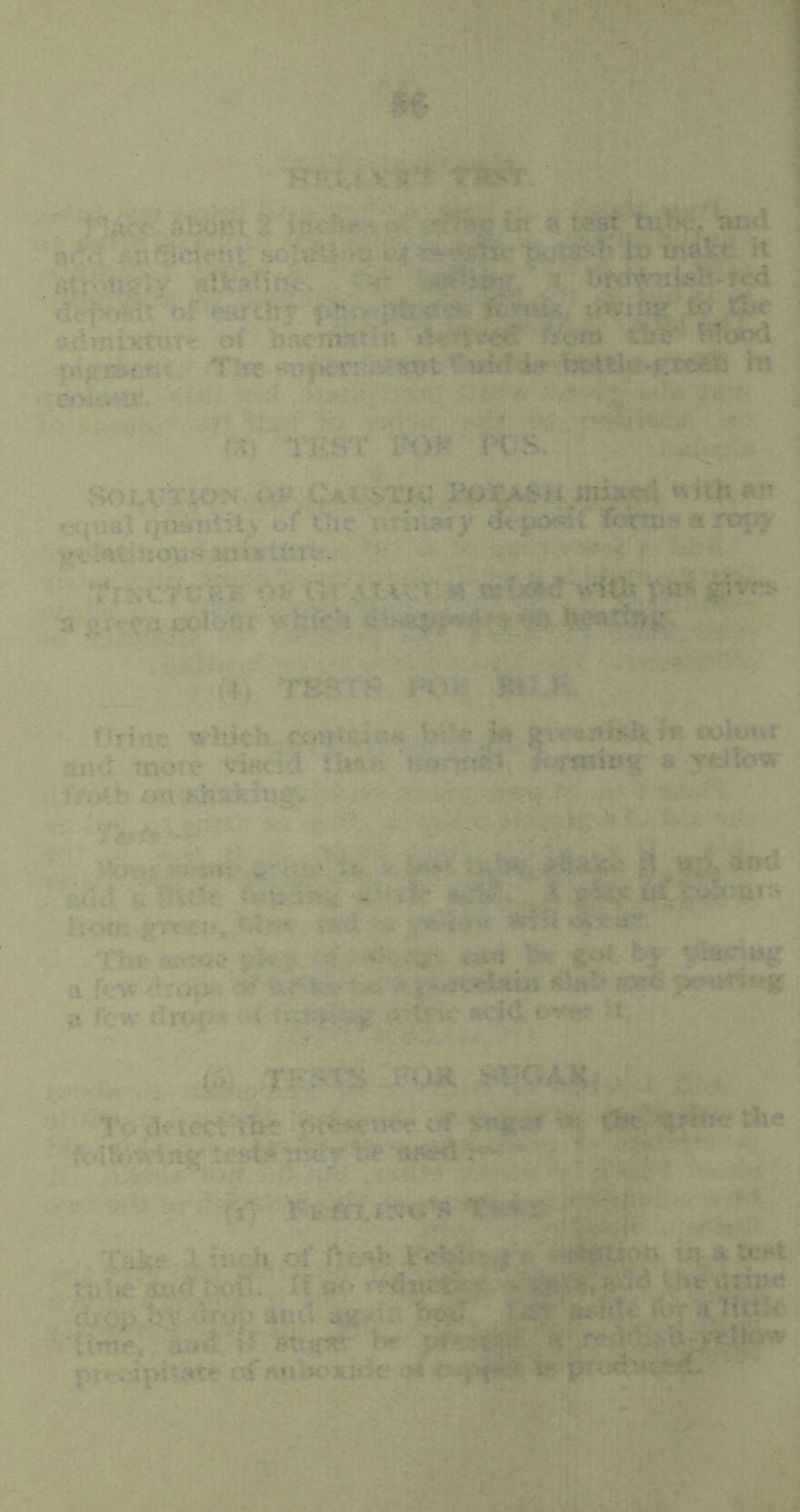 56
HELLER'S TEST.
Place about 2 inches of urine in a test tube, and
add sufficient solution of caustic potash to make it
strongly alkaline. On boiling, a brownish-red
deposit of earthy phosphates forms, owing to the
admixture of haematin derived from the blood
pigment. The supernatant fluid is bottle-green in
colour.
(3) TEST FOR PUS.
SOLUTION OF CAUSTIC POTASH mixed with an
equal quantity of the urinary deposit forms a ropy
gelatinous mixture.
TINCTURE OF GUAIACUM mixed with pus gives
a green colour which disappears on heating.
(4) TESTS FOR BILE.
Urine which contains bile is greenish in colour
and more viscid than normal, forming a yellow
froth on shaking.
Tests—
in a test tube, shake it up, and
add a little fuming nitric acid. A play of colours
from green, blue, red to yellow will occur.
The same play of colours can be got by placing
a few drops of urine on a porcelain slab and pouring
a few drops of fuming nitric acid over it.
(5) TESTS FOR SUGAR.
To detect the presence of sugar in the urine the
following tests may be used :—
(1) FEHLING'S TEST:
Take 1 inch of fresh Fehling's solution in a test
tube and boil. If no reduction add the urine
drop by drop and again boil. Lay aside for a little
time, and if sugar be present, a reddish-yellow
precipitate of suboxide of copper is produced.